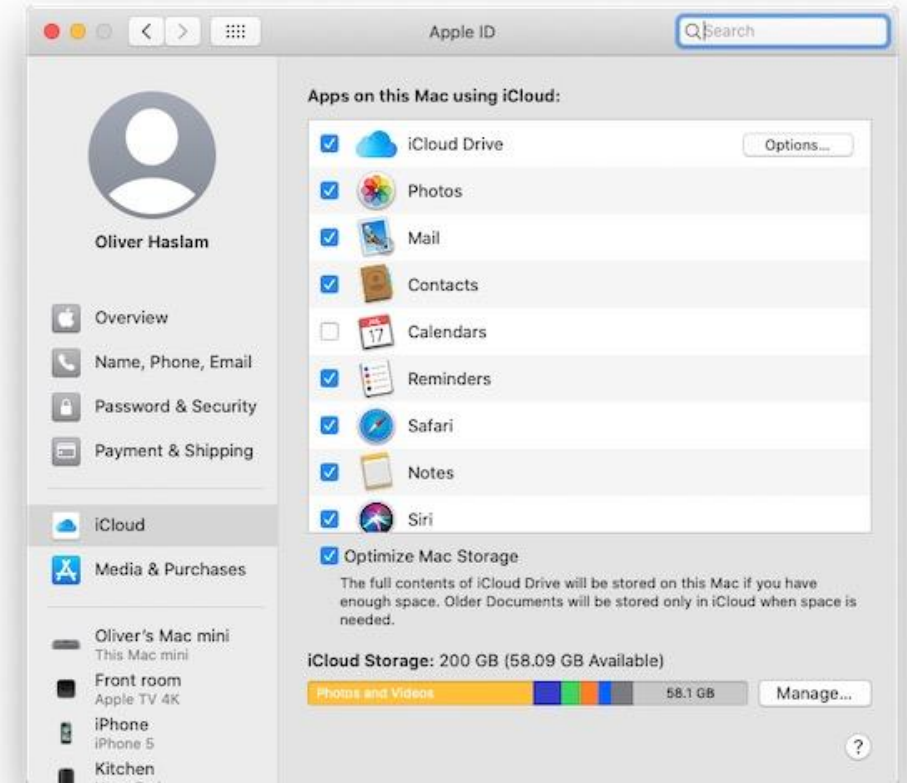 Apple ID
Search
Oliver Haslam
Overview
Name, Phone, Email
Password & Security
Payment & Shipping
iCloud
Media & Purchases
Oliver's Mac mini
This Mac mini
Front room
Apple TV 4K
iPhone
iPhone 5
Kitchen
Apps on this Mac using iCloud:
iCloud Drive
Options...
Photos
Mail
Contacts
17
Calendars
Reminders
Safari
Notes
Siri
Optimize Mac Storage
The full contents of iCloud Drive will be stored on this Mac if you have
enough space. Older Documents will be stored only in iCloud when space is
needed.
iCloud Storage: 200 GB (58.09 GB Available)
Photos and Videos
58.1 GB
Manage...
?